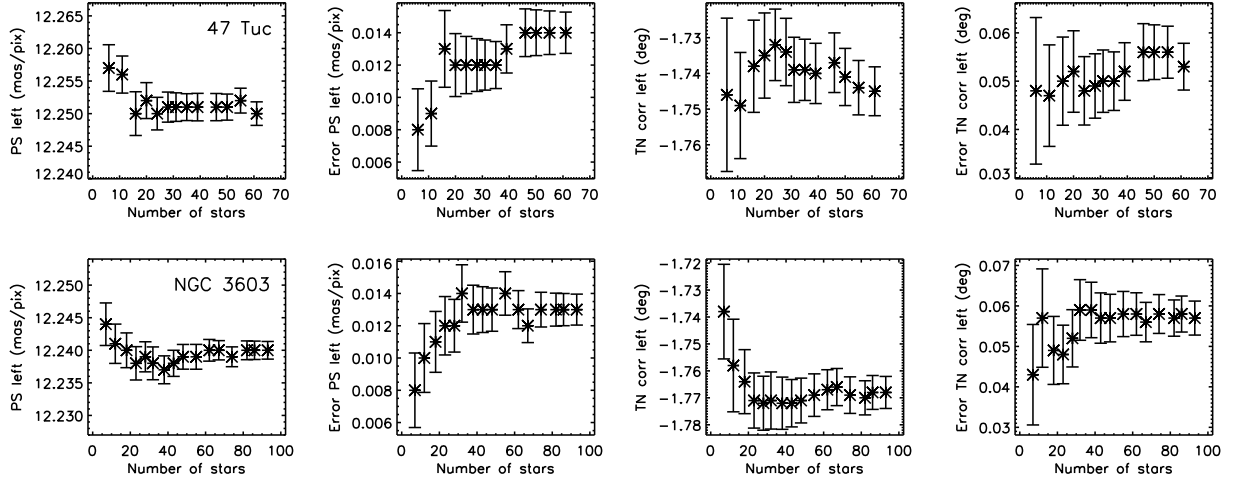 47 Tuc
PS left (mas/pix)
12.265
12.260
12.255
12.250
12.245
12.240
0 10 20 30 40 50 60 70
Number of stars
Error PS left (mas/pix)
0.014
0.012
0.010
0.008
0.006
0 10 20 30 40 50 60 70
Number of stars
TN corr left (deg)
−1.73
−1.74
−1.75
−1.76
0 10 20 30 40 50 60 70
Number of stars
Error TN corr left (deg)
0.06
0.05
0.04
0.03
0 10 20 30 40 50 60 70
Number of stars
NGC 3603
PS left (mas/pix)
12.250
12.245
12.240
12.235
12.230
0 20 40 60 80 100
Number of stars
Error PS left (mas/pix)
0.016
0.014
0.012
0.010
0.008
0.006
0 20 40 60 80 100
Number of stars
TN corr left (deg)
−1.72
−1.73
−1.74
−1.75
−1.76
−1.77
−1.78
0 20 40 60 80 100
Number of stars
Error TN corr left (deg)
0.07
0.06
0.05
0.04
0.03
0 20 40 60 80 100
Number of stars